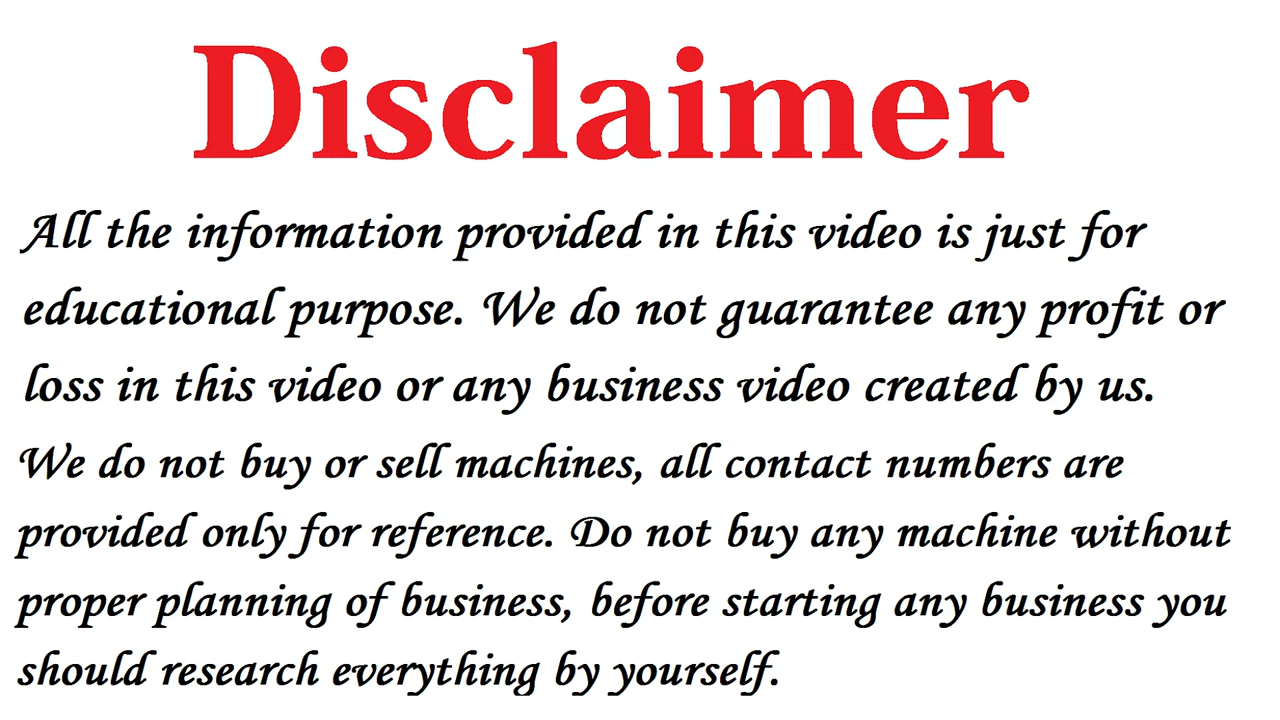 Disclaimer
All the information provided in this video is just for
educational purpose. We do not guarantee any profit or
loss in this video or any business video created by us.
We do not buy or sell machines, all contact numbers are
provided only for reference. Do not buy any machine without
proper planning of business, before starting any business you
should research everything by yourself.